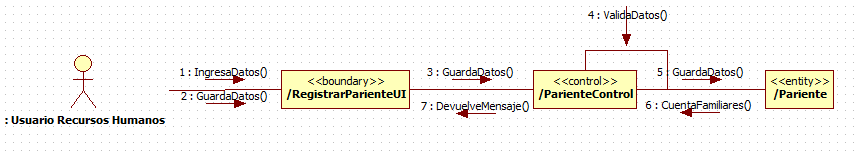 4 : ValidaDatos()
1 : IngresaDatos()
3 : GuardaDatos()
5 : GuardaDatos()
<<boundary>>
/RegistrarParienteUI
<<control>>
/ParienteControl
<<entity>>
/Pariente
2 : GuardaDatos()
7 : DevuelveMensaje()
6 : CuentaFamiliares()
: Usuario Recursos Humanos